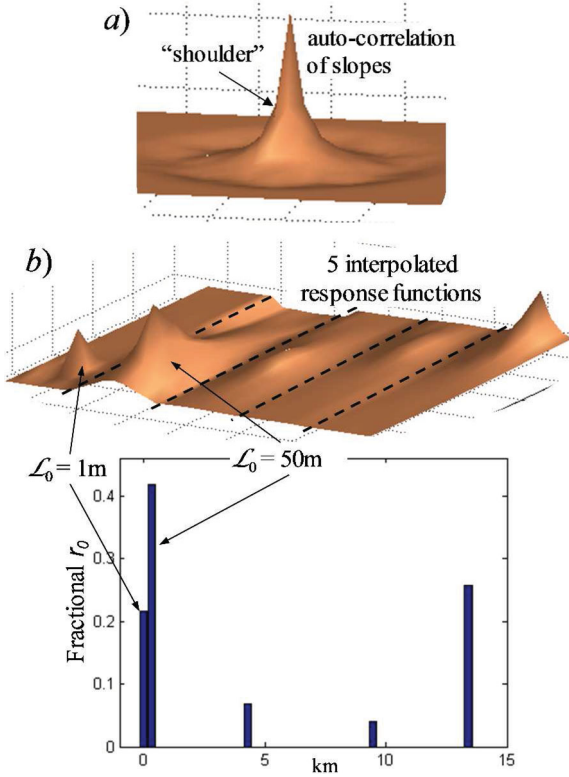 a)
"shoulder"
auto-correlation
of slopes
b)
5 interpolated
response functions
ℒ₀ = 1m
ℒ₀ = 50m
Fractional r₀
0.4
0.3
0.2
0.1
0
0
5
10
15
km